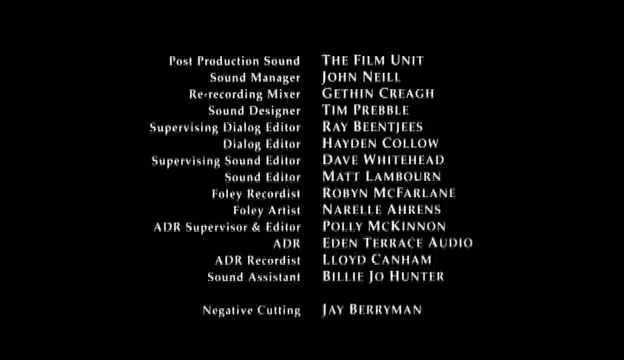 Post Production Sound THE FILM UNIT
Sound Manager JOHN NEILL
Re-recording Mixer GETHIN CREAGH
Sound Designer TIM PREBBLE
Supervising Dialog Editor RAY BEENTJEES
Dialog Editor HAYDEN COLLOW
Supervising Sound Editor DAVE WHITEHEAD
Sound Editor MATT LAMBOURN
Foley Recordist ROBYN MCFARLANE
Foley Artist NARELLE AHRENS
ADR Supervisor & Editor POLLY MCKINNON
ADR EDEN TERRACE AUDIO
ADR Recordist LLOYD CANHAM
Sound Assistant BILLIE JO HUNTER
Negative Cutting JAY BERRYMAN